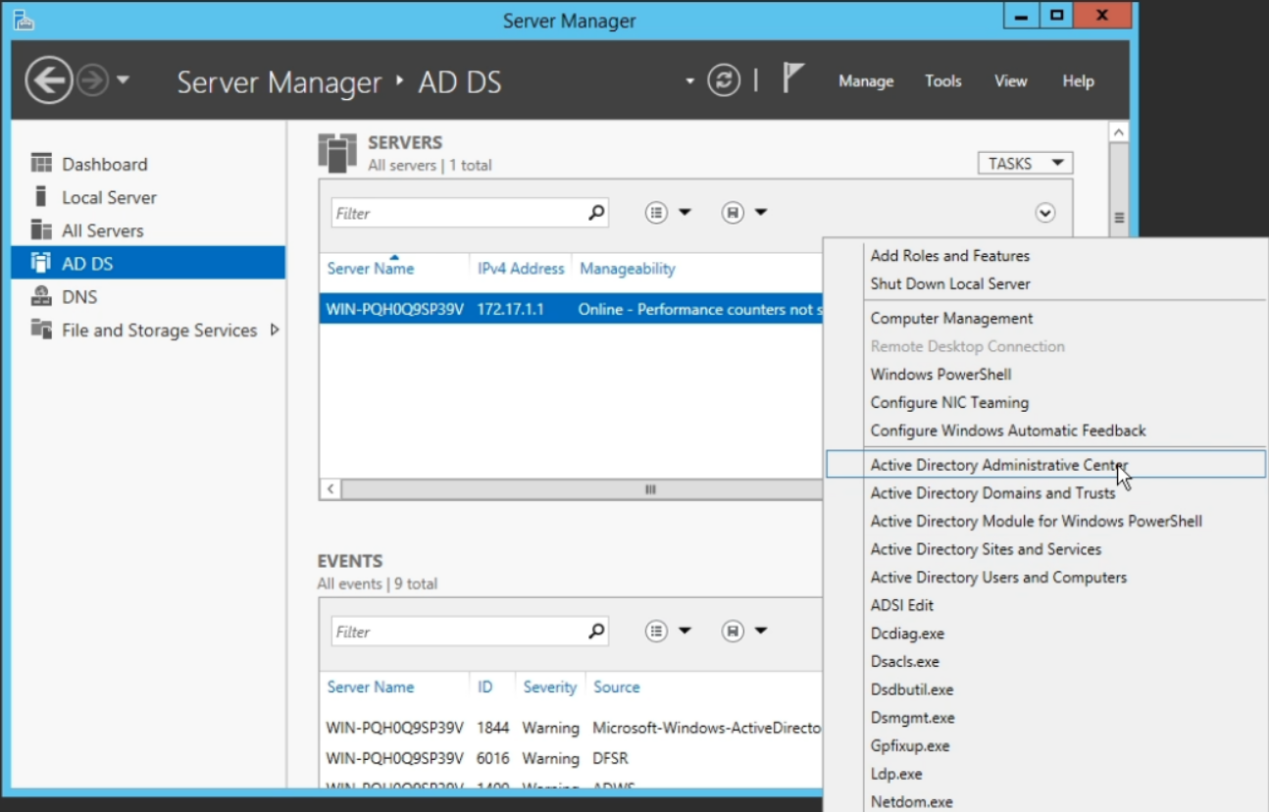 Server Manager
Server Manager ‣ AD DS
Manage Tools View Help
Dashboard
Local Server
All Servers
AD DS
DNS
File and Storage Services
SERVERS
All servers | 1 total
TASKS
Filter
Server Name IPv4 Address Manageability
WIN-PQH0Q9SP39V 172.17.1.1 Online - Performance counters not s
EVENTS
All events | 9 total
Filter
Server Name ID Severity Source
WIN-PQH0Q9SP39V 1844 Warning Microsoft-Windows-ActiveDirecto
WIN-PQH0Q9SP39V 6016 Warning DFSR
Add Roles and Features
Shut Down Local Server
Computer Management
Remote Desktop Connection
Windows PowerShell
Configure NIC Teaming
Configure Windows Automatic Feedback
Active Directory Administrative Center
Active Directory Domains and Trusts
Active Directory Module for Windows PowerShell
Active Directory Sites and Services
Active Directory Users and Computers
ADSI Edit
Dcdiag.exe
Dsacls.exe
Dsdbutil.exe
Dsmgmt.exe
Gpfixup.exe
Ldp.exe
Netdom.exe